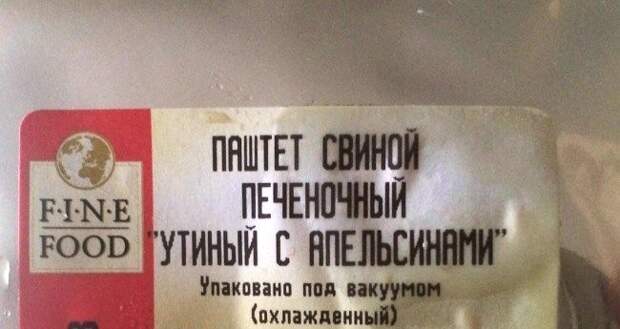 ПАШТЕТ СВИНОЙ
ПЕЧЕНОЧНЫЙ
"УТИНЫЙ С АПЕЛЬСИНАМИ"
Упаковано под вакуумом
(охлажденный)
F·I·N·E
FOOD